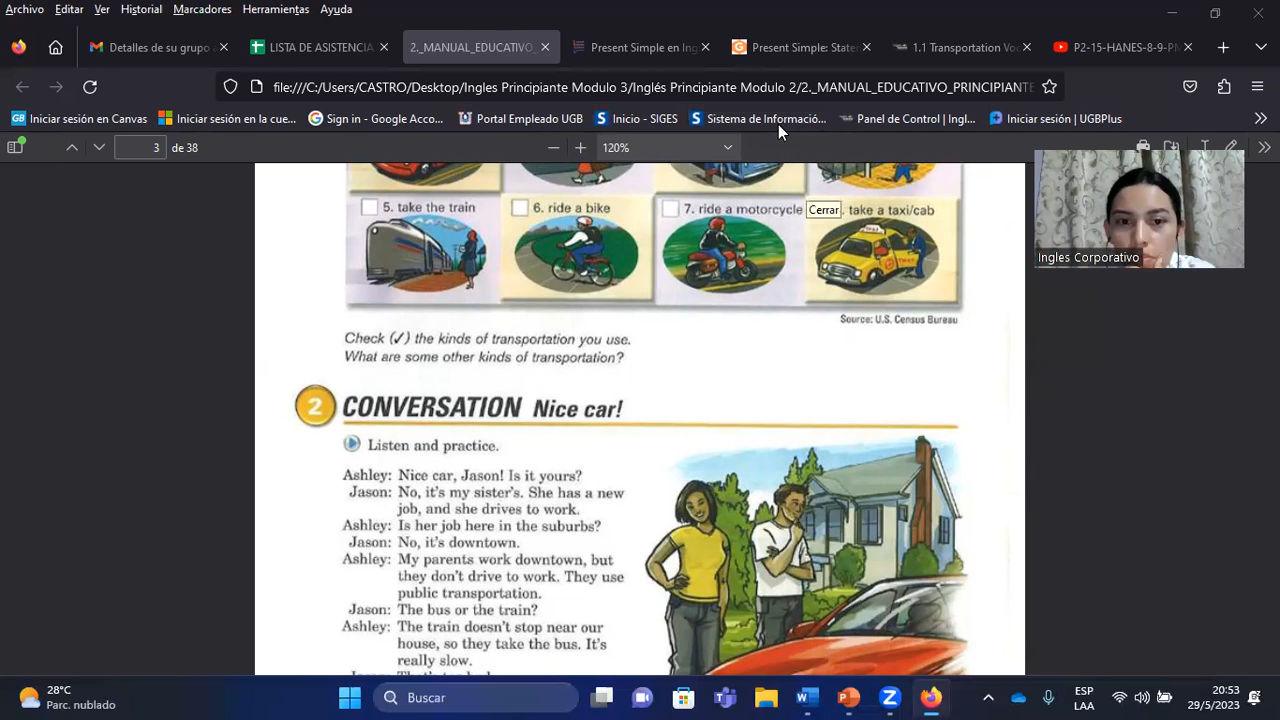 Archivo Editar Ver Historial Marcadores Herramientas Ayuda
Detalles de su grupo LISTA DE ASISTENCIA 2._MANUAL_EDUCATIVO_ Present Simple en Ing Present Simple: Stater 1.1 Transportation Voc P2-15-HANES-8-9-PM
file:///C:/Users/CASTRO/Desktop/Ingles Principiante Modulo 3/Inglés Principiante Modulo 2/2._MANUAL_EDUCATIVO_PRINCIPIANTE
Iniciar sesión en Canva Iniciar sesión en la cue... Sign in - Google Acco... Portal Empleado UGB Inicio - SIGES Sistema de Informació... Panel de Control | Ingl... Iniciar sesión | UGBPlus
3 de 38 120%
5. take the train 6. ride a bike 7. ride a motorcycle Cerrar . take a taxi/cab
TAXI
Ingles Corporativo
Source: U.S. Census Bureau
Check (✓) the kinds of transportation you use.
What are some other kinds of transportation?
2 CONVERSATION Nice car!
Listen and practice.
Ashley: Nice car, Jason! Is it yours?
Jason: No, it's my sister's. She has a new
job, and she drives to work.
Ashley: Is her job here in the suburbs?
Jason: No, it's downtown.
Ashley: My parents work downtown, but
they don't drive to work. They use
public transportation.
Jason: The bus or the train?
Ashley: The train doesn't stop near our
house, so they take the bus. It's
really slow.
28°C
Parc. nublado
Buscar
ESP
LAA
20:53
29/5/2023